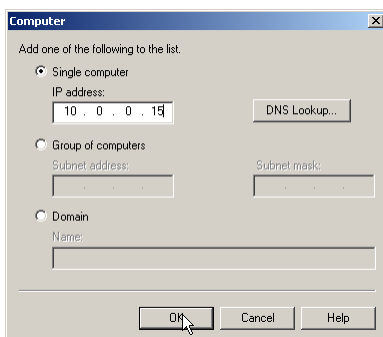 Computer
Add one of the following to the list.
Single computer
IP address:
10 . 0 . 0 . 15
DNS Lookup...
Group of computers
Subnet address: Subnet mask:
. . . . . .
Domain
Name:
OK Cancel Help